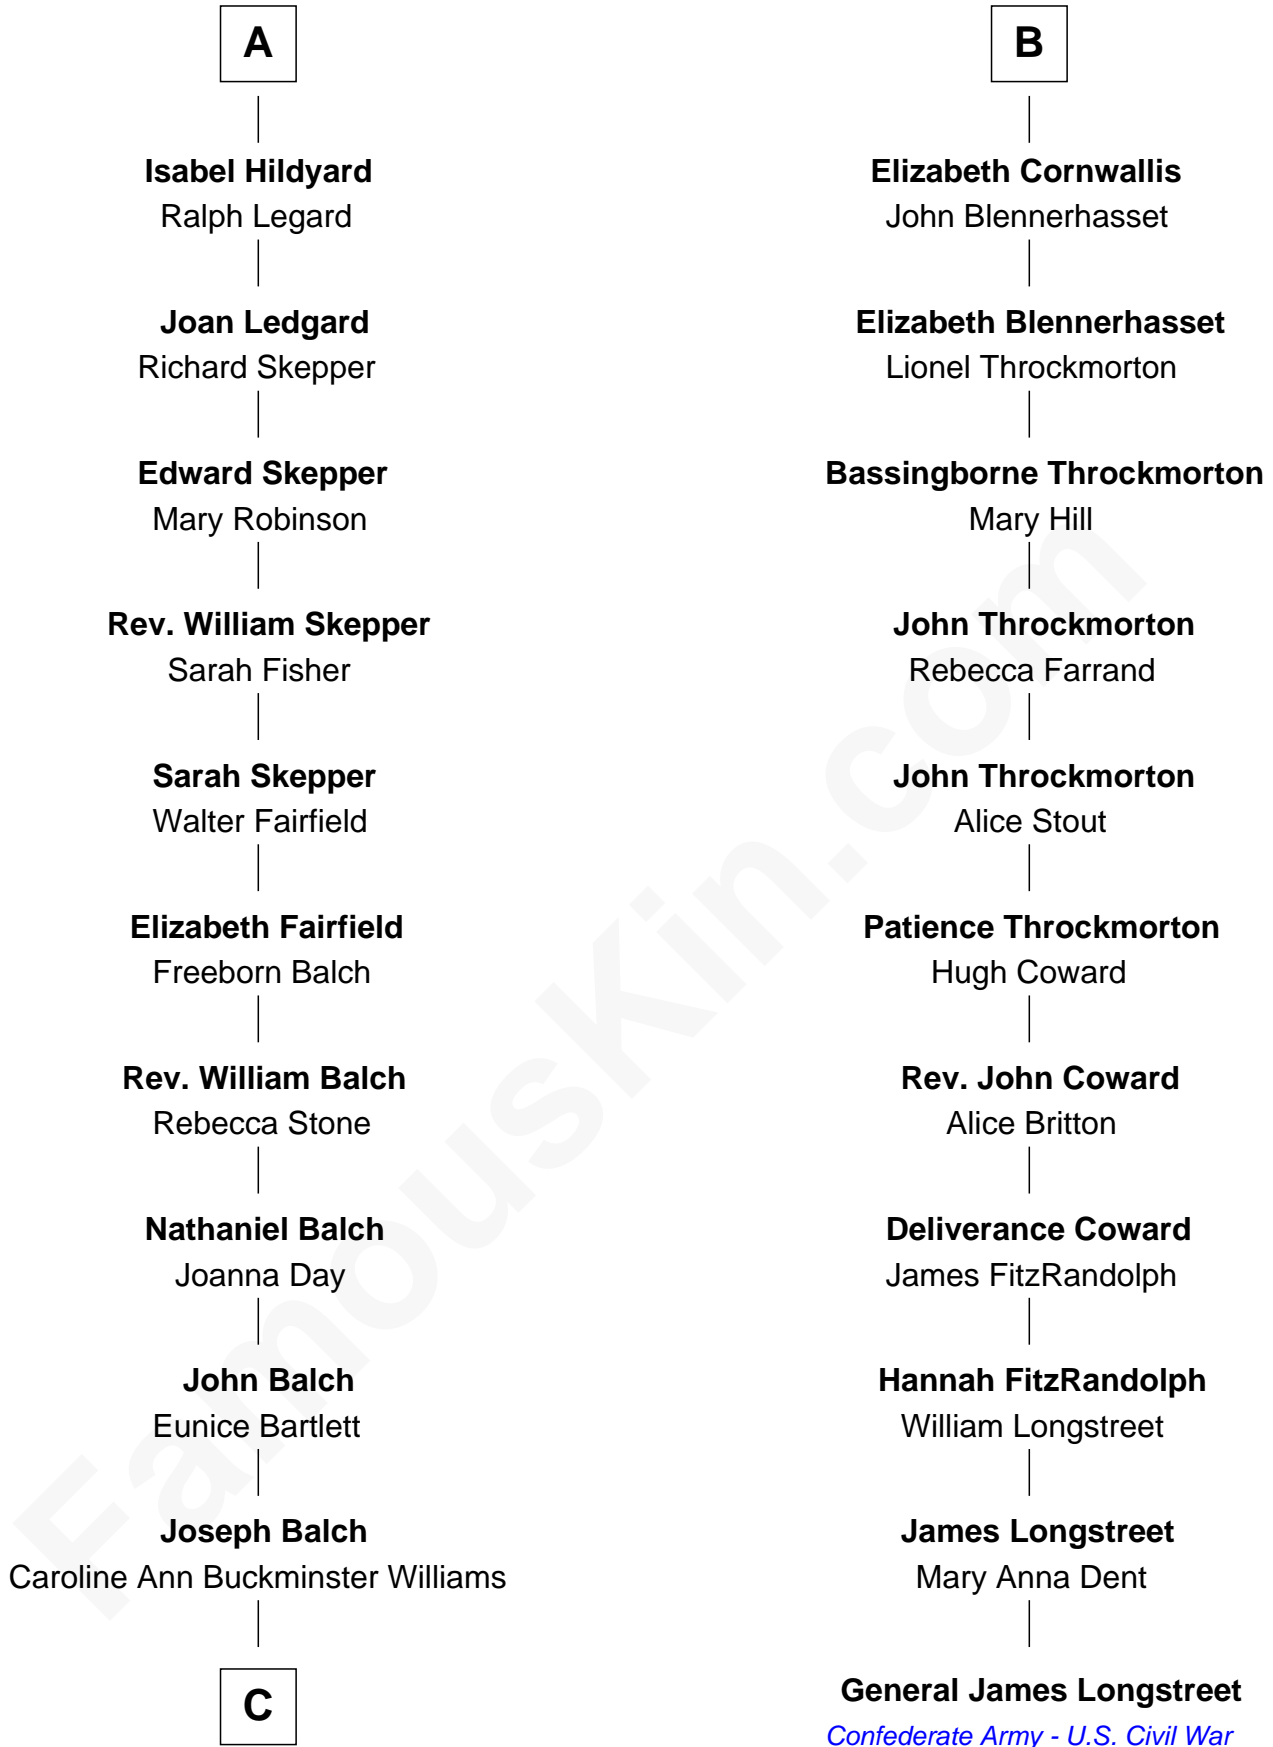 A
Isabel Hildyard
Ralph Legard
Joan Ledgard
Richard Skepper
Edward Skepper
Mary Robinson
Rev. William Skepper
Sarah Fisher
Sarah Skepper
Walter Fairfield
Elizabeth Fairfield
Freeborn Balch
Rev. William Balch
Rebecca Stone
Nathaniel Balch
Joanna Day
John Balch
Eunice Bartlett
Joseph Balch
Caroline Ann Buckminster Williams
C
B
Elizabeth Cornwallis
John Blennerhasset
Elizabeth Blennerhasset
Lionel Throckmorton
Bassingborne Throckmorton
Mary Hill
John Throckmorton
Rebecca Farrand
John Throckmorton
Alice Stout
Patience Throckmorton
Hugh Coward
Rev. John Coward
Alice Britton
Deliverance Coward
James FitzRandolph
Hannah FitzRandolph
William Longstreet
James Longstreet
Mary Anna Dent
General James Longstreet
Confederate Army - U.S. Civil War
FamousKin.com